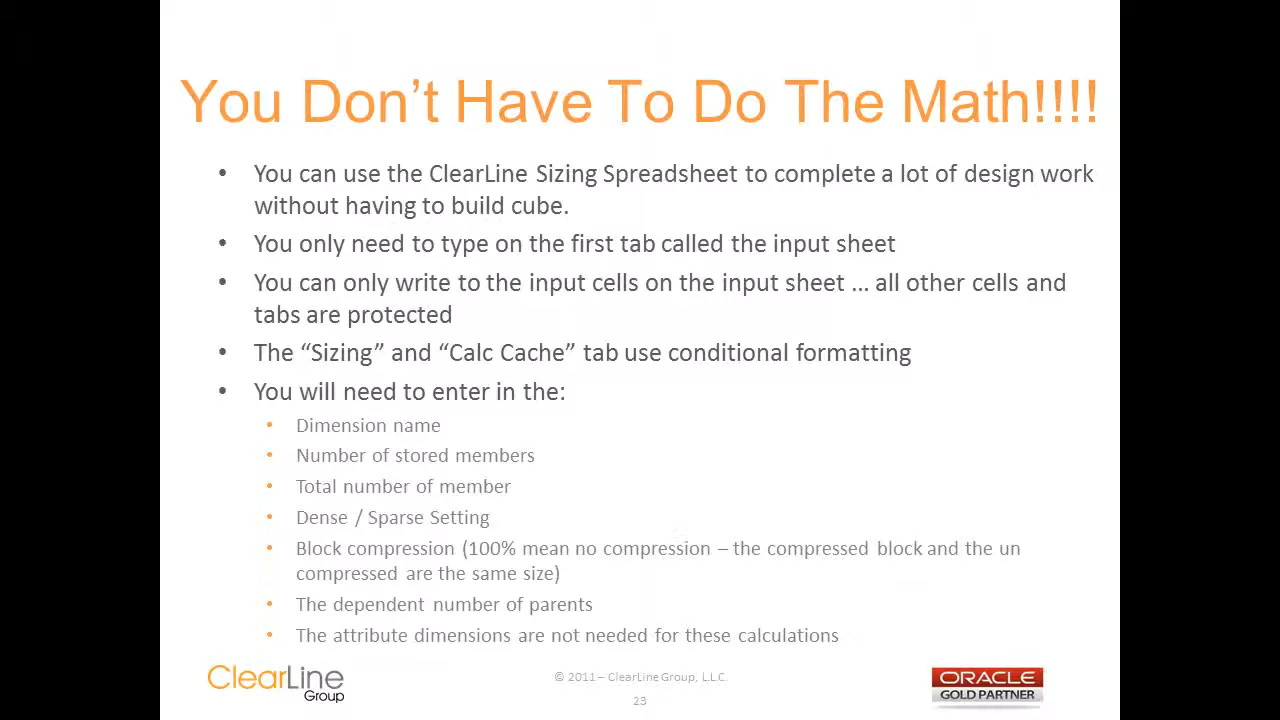 You Don’t Have To Do The Math!!!!
• You can use the ClearLine Sizing Spreadsheet to complete a lot of design work
without having to build cube.
• You only need to type on the first tab called the input sheet
• You can only write to the input cells on the input sheet ... all other cells and
tabs are protected
• The “Sizing” and “Calc Cache” tab use conditional formatting
• You will need to enter in the:
• Dimension name
• Number of stored members
• Total number of member
• Dense / Sparse Setting
• Block compression (100% mean no compression – the compressed block and the un
compressed are the same size)
• The dependent number of parents
• The attribute dimensions are not needed for these calculations
ClearLine
Group
© 2011 – ClearLine Group, L.L.C.
23
ORACLE
GOLD PARTNER